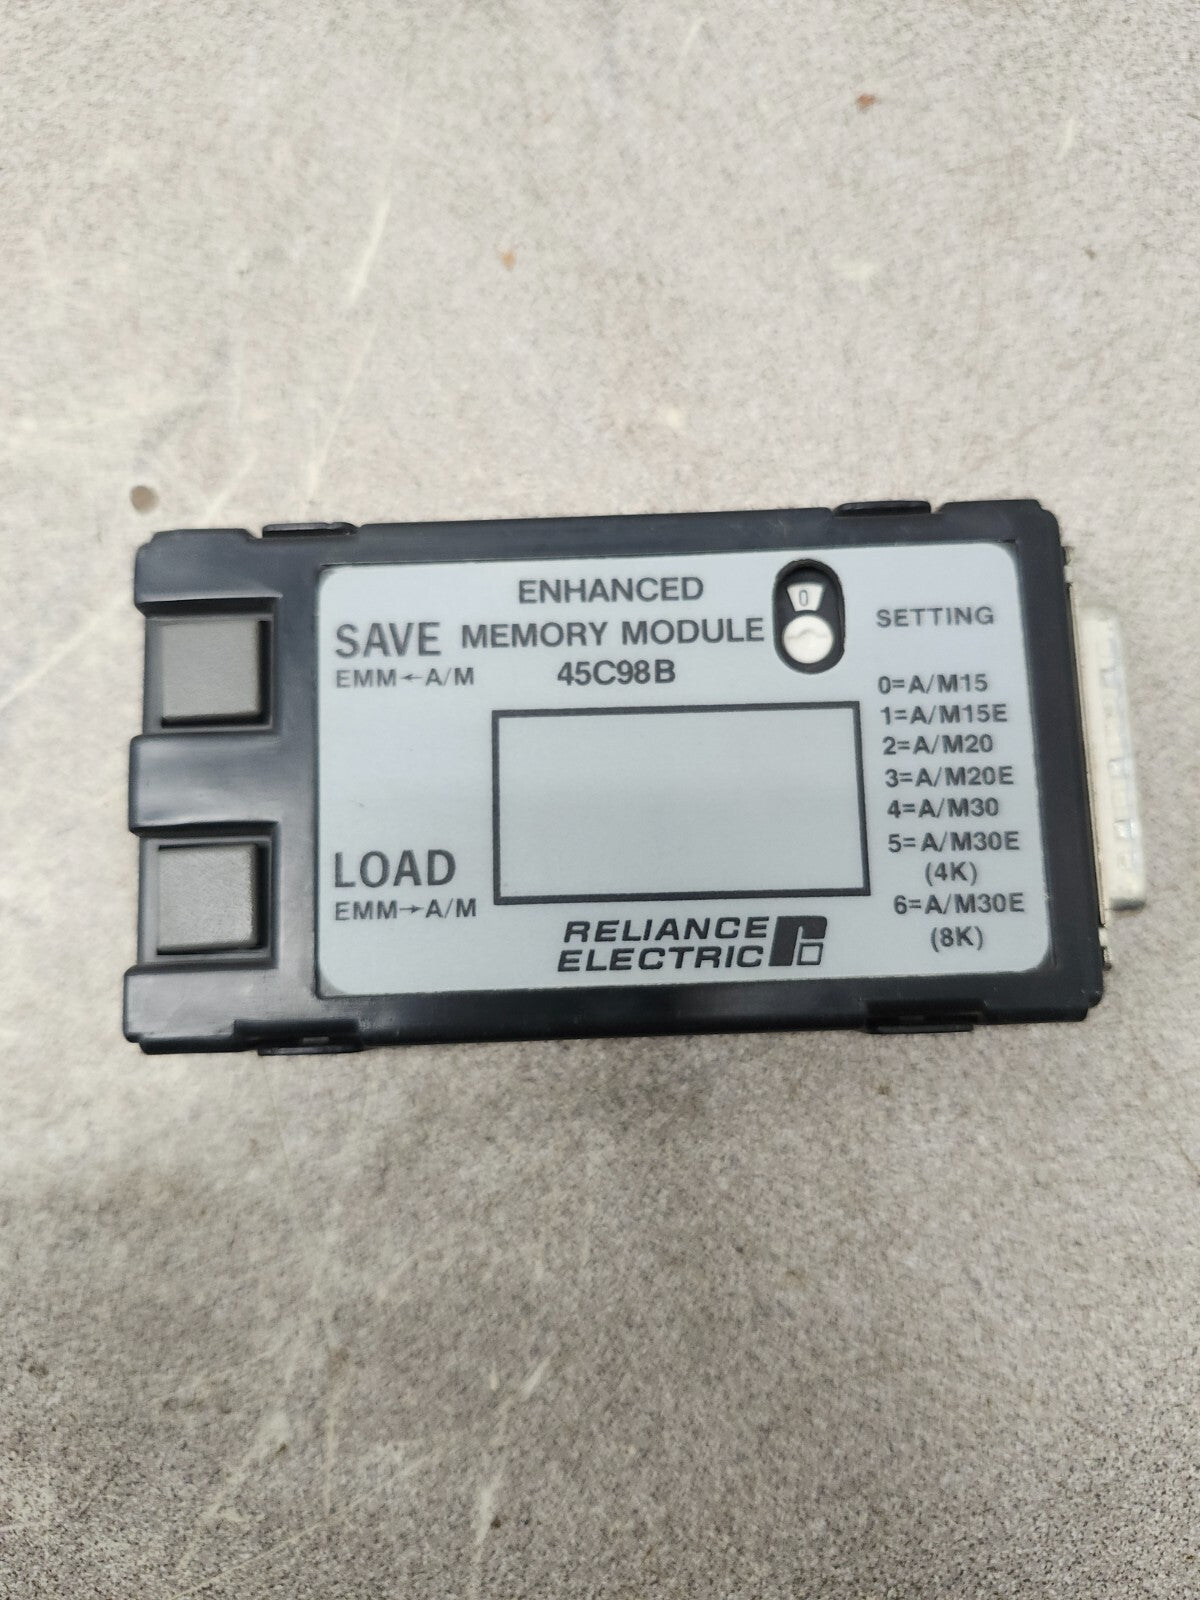 ENHANCED
SAVE MEMORY MODULE
EMM←A/M 45C98B
0
SETTING
0=A/M15
1=A/M15E
2=A/M20
3=A/M20E
4=A/M30
5=A/M30E
(4K)
6=A/M30E
(8K)
LOAD
EMM→A/M
RELIANCE
ELECTRIC